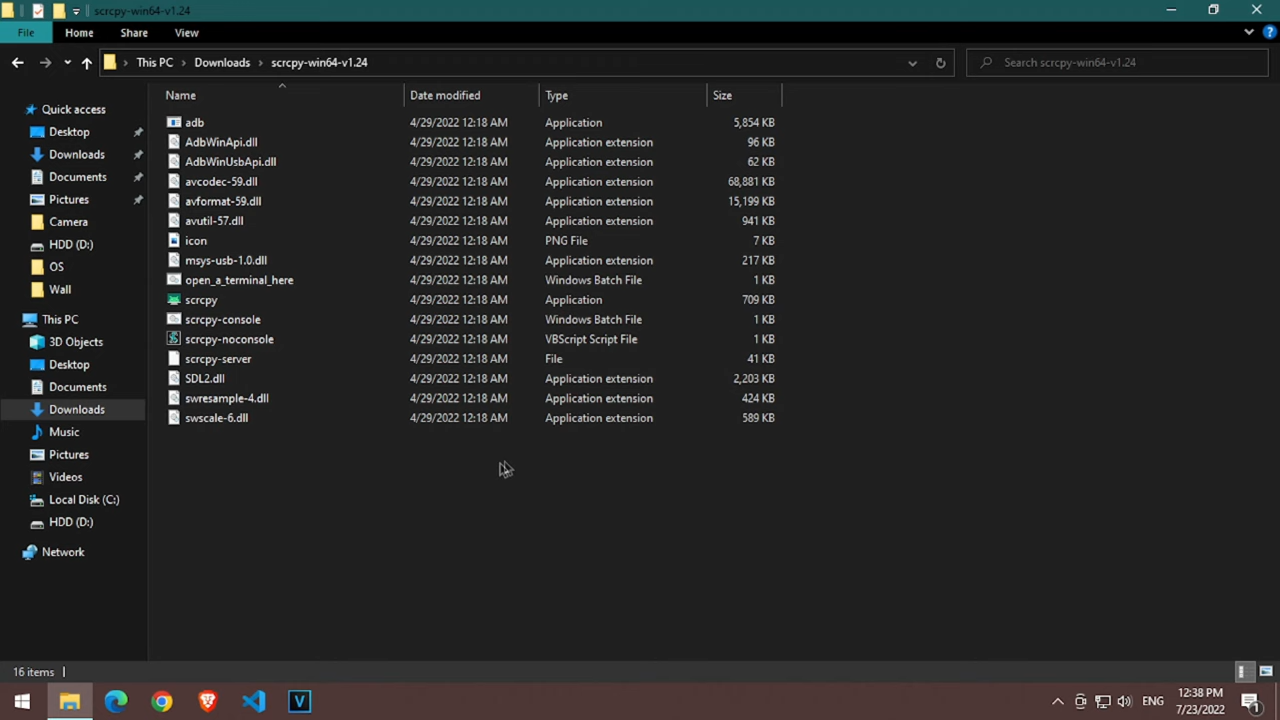 scrcpy-win64-v1.24
File Home Share View
This PC Downloads scrcpy-win64-v1.24 Search scrcpy-win64-v1.24
Quick access
Desktop
Downloads
Documents
Pictures
Camera
HDD (D:)
OS
Wall
This PC
3D Objects
Desktop
Documents
Downloads
Music
Pictures
Videos
Local Disk (C:)
HDD (D:)
Network
Name Date modified Type Size
adb 4/29/2022 12:18 AM Application 5,854 KB
AdbWinApi.dll 4/29/2022 12:18 AM Application extension 96 KB
AdbWinUsbApi.dll 4/29/2022 12:18 AM Application extension 62 KB
avcodec-59.dll 4/29/2022 12:18 AM Application extension 68,881 KB
avformat-59.dll 4/29/2022 12:18 AM Application extension 15,199 KB
avutil-57.dll 4/29/2022 12:18 AM Application extension 941 KB
icon 4/29/2022 12:18 AM PNG File 7 KB
msys-usb-1.0.dll 4/29/2022 12:18 AM Application extension 217 KB
open_a_terminal_here 4/29/2022 12:18 AM Windows Batch File 1 KB
scrcpy 4/29/2022 12:18 AM Application 709 KB
scrcpy-console 4/29/2022 12:18 AM Windows Batch File 1 KB
scrcpy-noconsole 4/29/2022 12:18 AM VBScript Script File 1 KB
scrcpy-server 4/29/2022 12:18 AM File 41 KB
SDL2.dll 4/29/2022 12:18 AM Application extension 2,203 KB
swresample-4.dll 4/29/2022 12:18 AM Application extension 424 KB
swscale-6.dll 4/29/2022 12:18 AM Application extension 589 KB
16 items
V
ENG
12:38 PM
7/23/2022
1